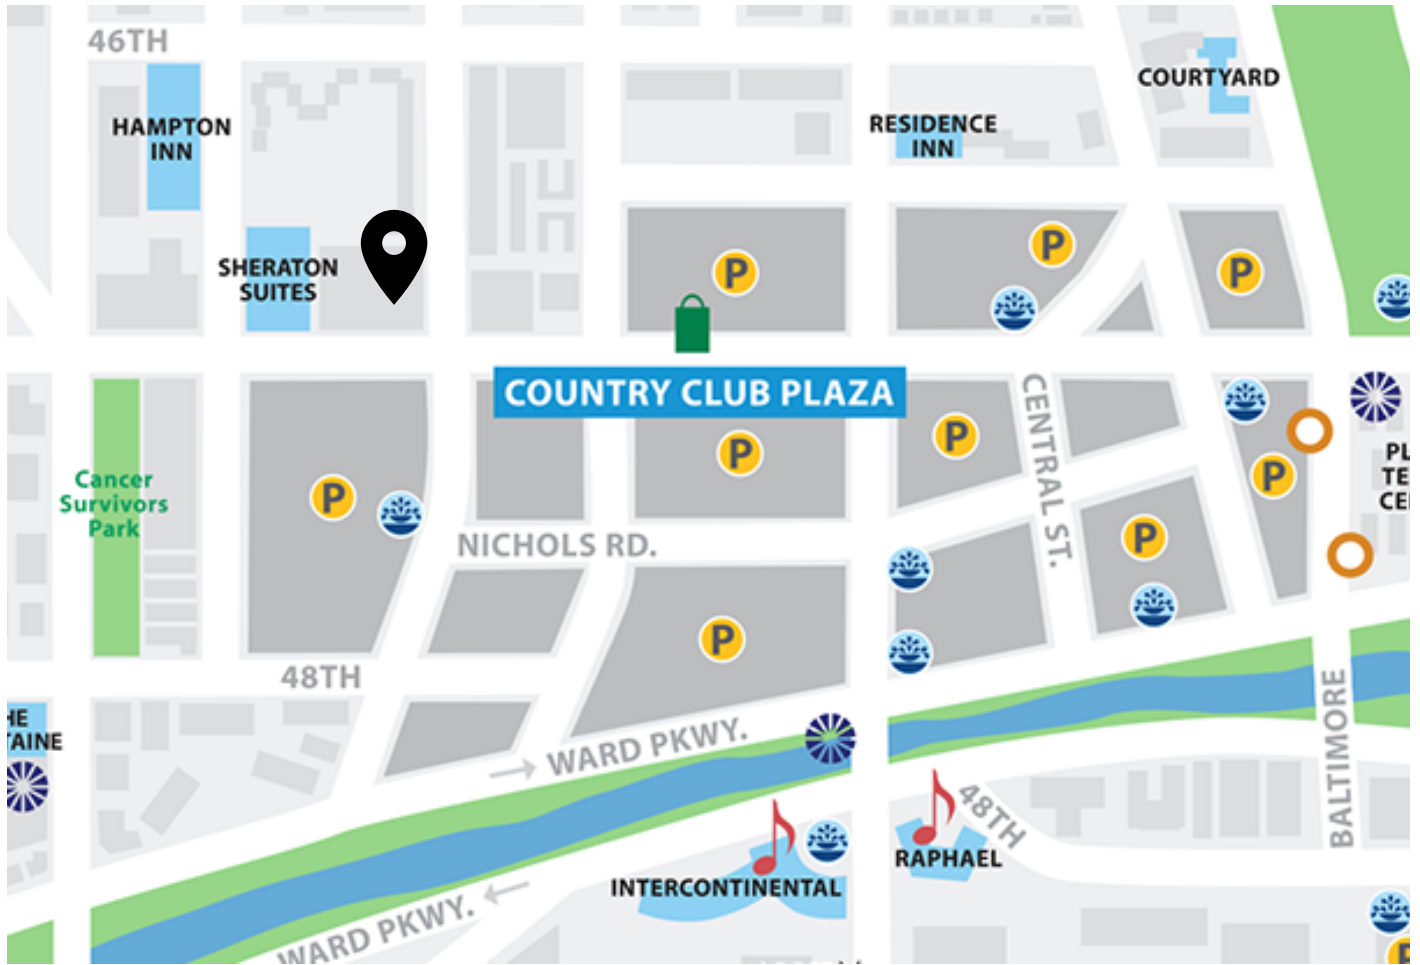 46TH
COURTYARD
HAMPTON
INN
RESIDENCE
INN
SHERATON
SUITES
P
P
P
COUNTRY CLUB PLAZA
CENTRAL ST.
P
P
P
P
Cancer
Survivors
Park
P
NICHOLS RD.
P
48TH
WARD PKWY.
BALTIMORE
48TH
RAPHAEL
INTERCONTINENTAL
WARD PKWY.
P